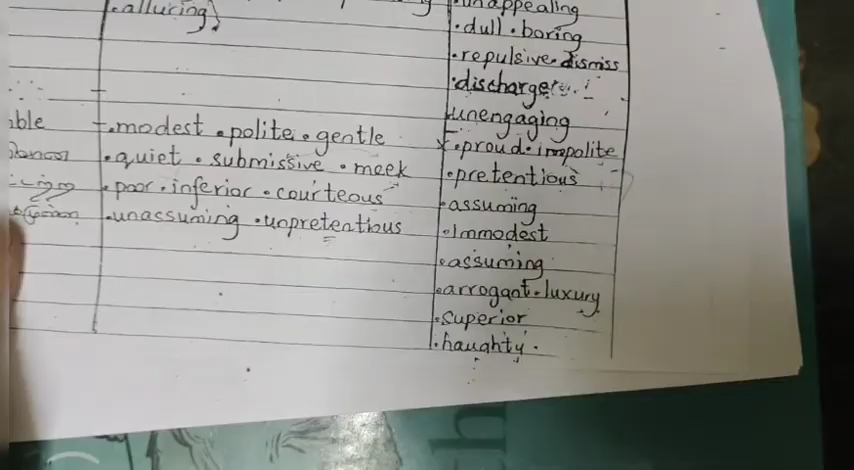 .alluring}
.unappealing
.dull.boring
.repulsive.dismiss
.discharge
unengaging
.modest.polite.gentle
.proud.impolite
.quiet.submissive.meek
.pretentious
.poor.inferior.courteous
.assuming
.unassuming.unpretentious
.Immodest
.assuming
.arrogant.luxury
.superior
.haughty.